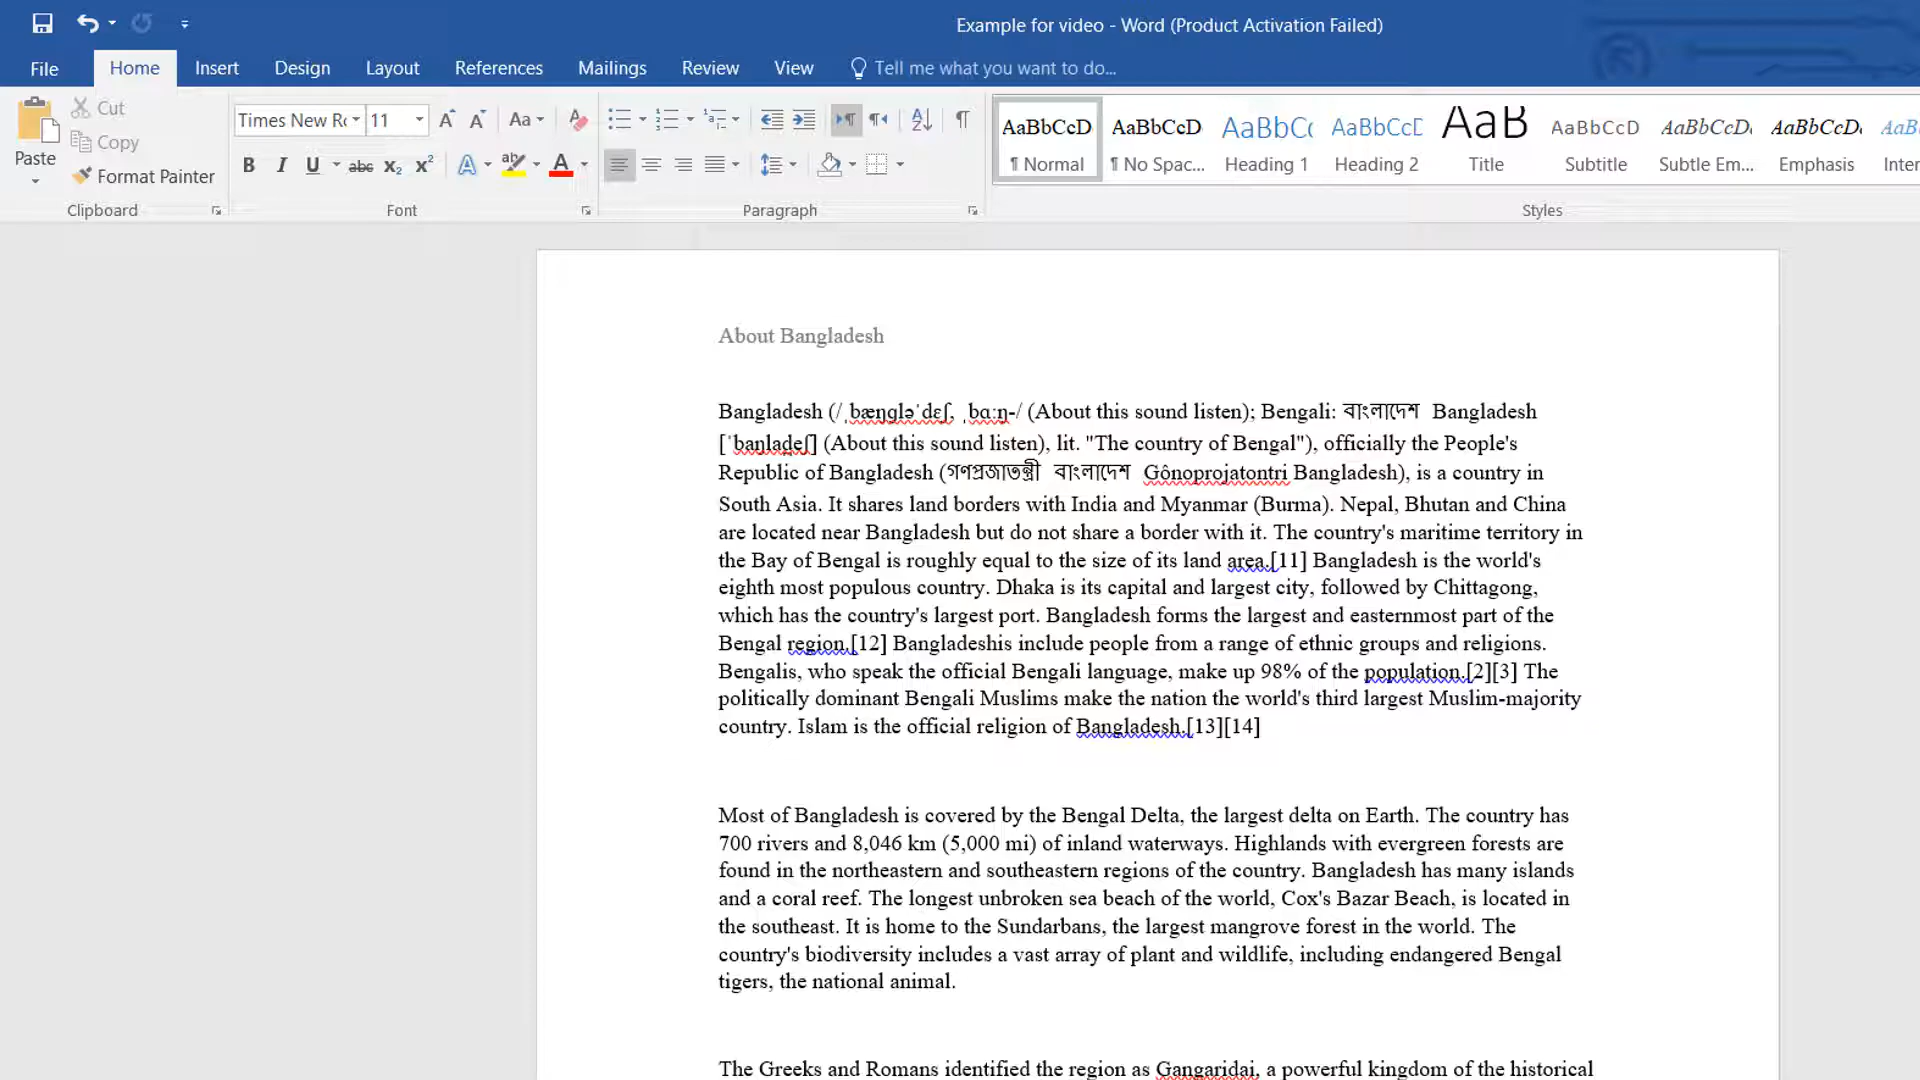 Example for video - Word (Product Activation Failed)
File Home Insert Design Layout References Mailings Review View Tell me what you want to do...
Paste
Cut
Copy
Format Painter
Clipboard
Times New Rc 11 Aa
B I U abc x₂ x² A ab A
Font
Paragraph
AaBbCcD AaBbCcD AaBbC AaBbCcD AaB AaBbCcD AaBbCcD AaBbCcD AaBb
¶ Normal ¶ No Spac... Heading 1 Heading 2 Title Subtitle Subtle Em... Emphasis
Styles
About Bangladesh
Bangladesh (/ˌbæŋɡləˈdɛʃ, ˌbɑːŋ-/ (About this sound listen); Bengali: বাংলাদেশ Bangladesh
[ˈbaŋlad̪eʃ] (About this sound listen), lit. "The country of Bengal"), officially the People's
Republic of Bangladesh (গণপ্রজাতন্ত্রী বাংলাদেশ Gônoprojatontri Bangladesh), is a country in
South Asia. It shares land borders with India and Myanmar (Burma). Nepal, Bhutan and China
are located near Bangladesh but do not share a border with it. The country's maritime territory in
the Bay of Bengal is roughly equal to the size of its land area.[11] Bangladesh is the world's
eighth most populous country. Dhaka is its capital and largest city, followed by Chittagong,
which has the country's largest port. Bangladesh forms the largest and easternmost part of the
Bengal region.[12] Bangladeshis include people from a range of ethnic groups and religions.
Bengalis, who speak the official Bengali language, make up 98% of the population.[2][3] The
politically dominant Bengali Muslims make the nation the world's third largest Muslim-majority
country. Islam is the official religion of Bangladesh.[13][14]
Most of Bangladesh is covered by the Bengal Delta, the largest delta on Earth. The country has
700 rivers and 8,046 km (5,000 mi) of inland waterways. Highlands with evergreen forests are
found in the northeastern and southeastern regions of the country. Bangladesh has many islands
and a coral reef. The longest unbroken sea beach of the world, Cox's Bazar Beach, is located in
the southeast. It is home to the Sundarbans, the largest mangrove forest in the world. The
country's biodiversity includes a vast array of plant and wildlife, including endangered Bengal
tigers, the national animal.
The Greeks and Romans identified the region as Gangaridai, a powerful kingdom of the historical